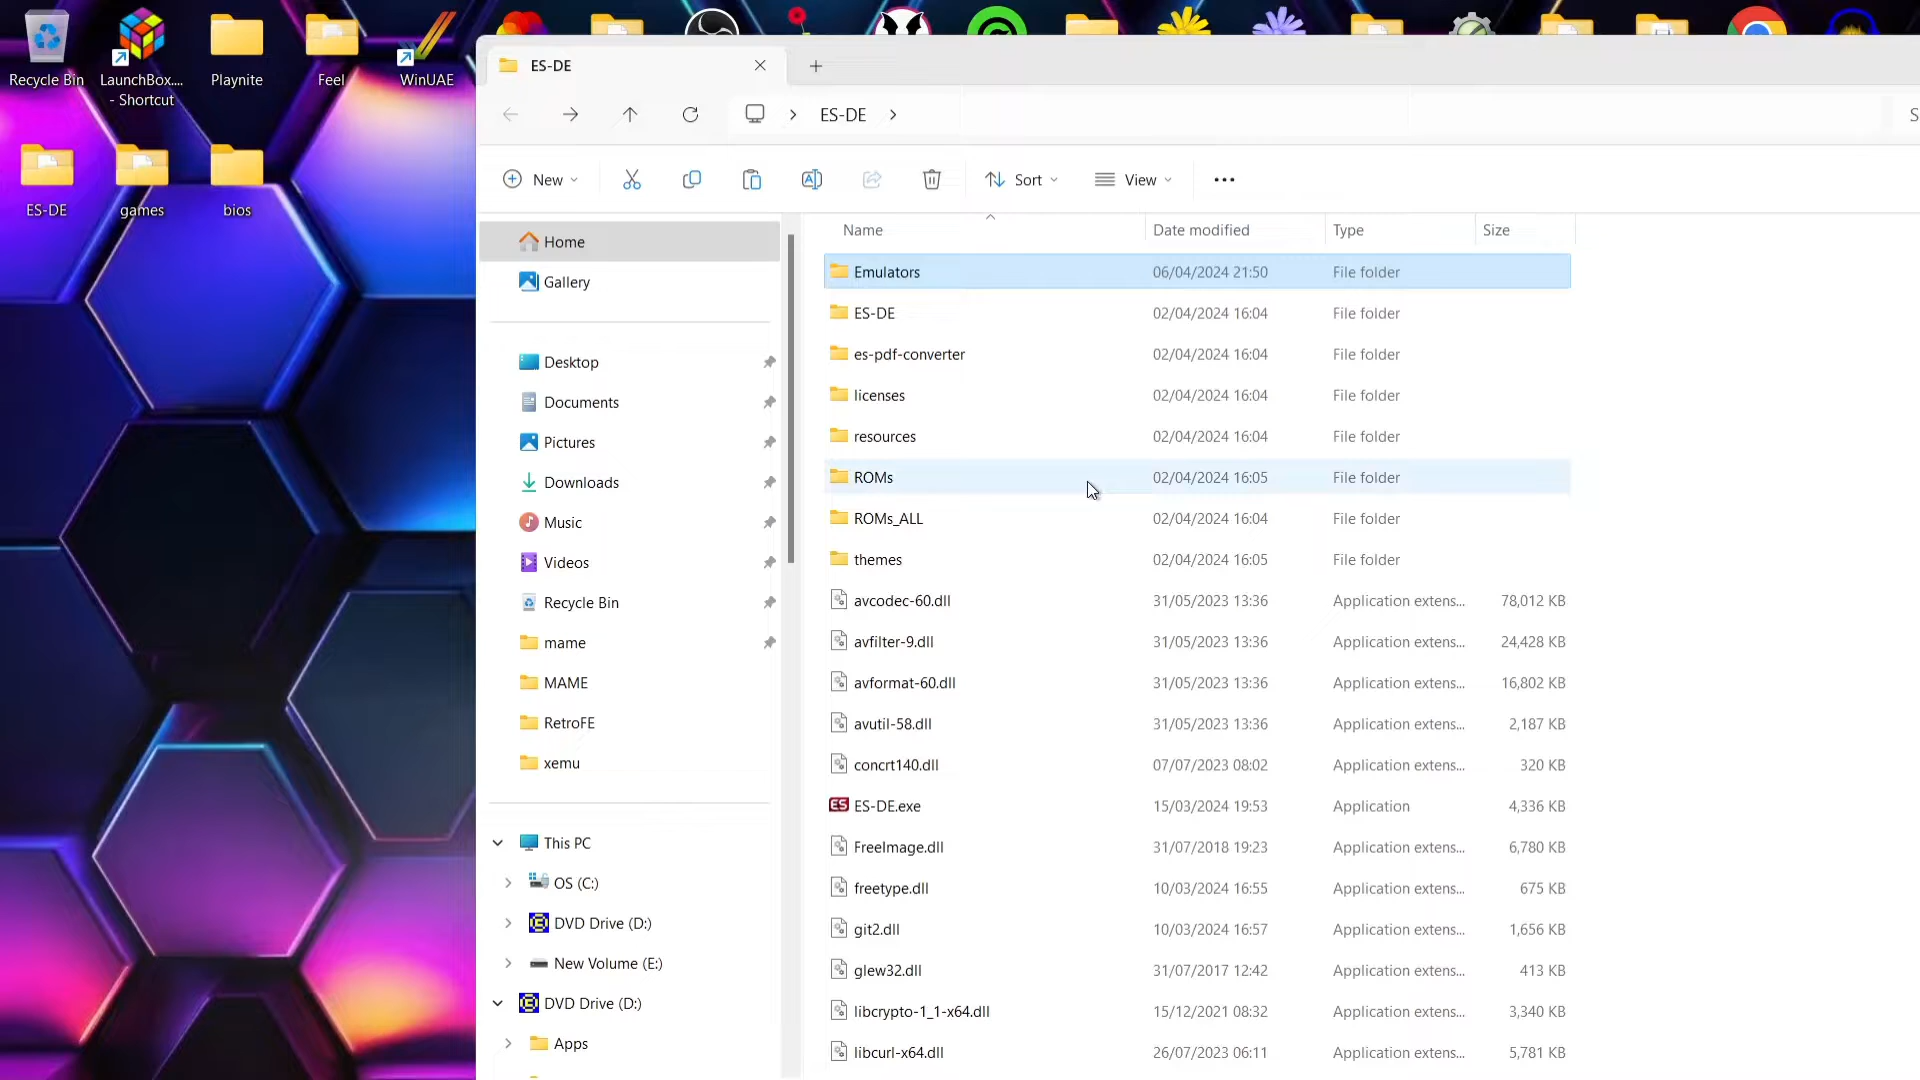 Recycle Bin
LaunchBox....
- Shortcut
Playnite
Feel
WinUAE
ES-DE
games
bios
ES-DE
ES-DE
S
New
Sort
View
Home
Gallery
Desktop
Documents
Pictures
Downloads
Music
Videos
Recycle Bin
mame
MAME
RetroFE
xemu
This PC
OS (C:)
DVD Drive (D:)
New Volume (E:)
DVD Drive (D:)
Apps
Name Date modified Type Size
Emulators 06/04/2024 21:50 File folder
ES-DE 02/04/2024 16:04 File folder
es-pdf-converter 02/04/2024 16:04 File folder
licenses 02/04/2024 16:04 File folder
resources 02/04/2024 16:04 File folder
ROMs 02/04/2024 16:05 File folder
ROMs_ALL 02/04/2024 16:04 File folder
themes 02/04/2024 16:05 File folder
avcodec-60.dll 31/05/2023 13:36 Application extens... 78,012 KB
avfilter-9.dll 31/05/2023 13:36 Application extens... 24,428 KB
avformat-60.dll 31/05/2023 13:36 Application extens... 16,802 KB
avutil-58.dll 31/05/2023 13:36 Application extens... 2,187 KB
concrt140.dll 07/07/2023 08:02 Application extens... 320 KB
ES-DE.exe 15/03/2024 19:53 Application 4,336 KB
FreeImage.dll 31/07/2018 19:23 Application extens... 6,780 KB
freetype.dll 10/03/2024 16:55 Application extens... 675 KB
git2.dll 10/03/2024 16:57 Application extens... 1,656 KB
glew32.dll 31/07/2017 12:42 Application extens... 413 KB
libcrypto-1_1-x64.dll 15/12/2021 08:32 Application extens... 3,340 KB
libcurl-x64.dll 26/07/2023 06:11 Application extens... 5,781 KB